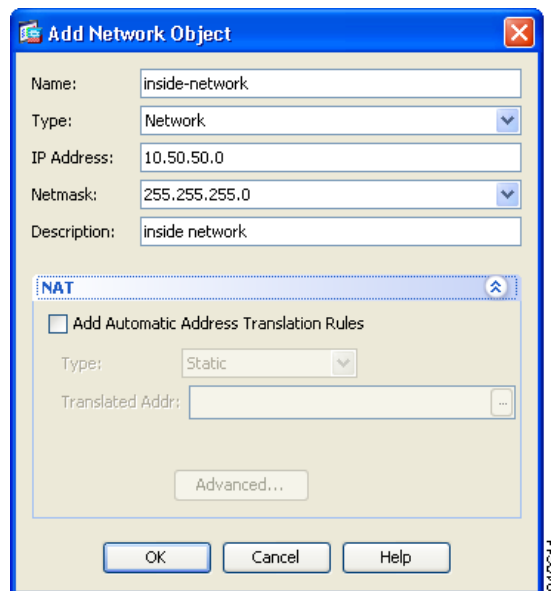 Add Network Object
Name: inside-network
Type: Network
IP Address: 10.50.50.0
Netmask: 255.255.255.0
Description: inside network
NAT
Add Automatic Address Translation Rules
Type: Static
Translated Addr: ...
Advanced...
OK Cancel Help